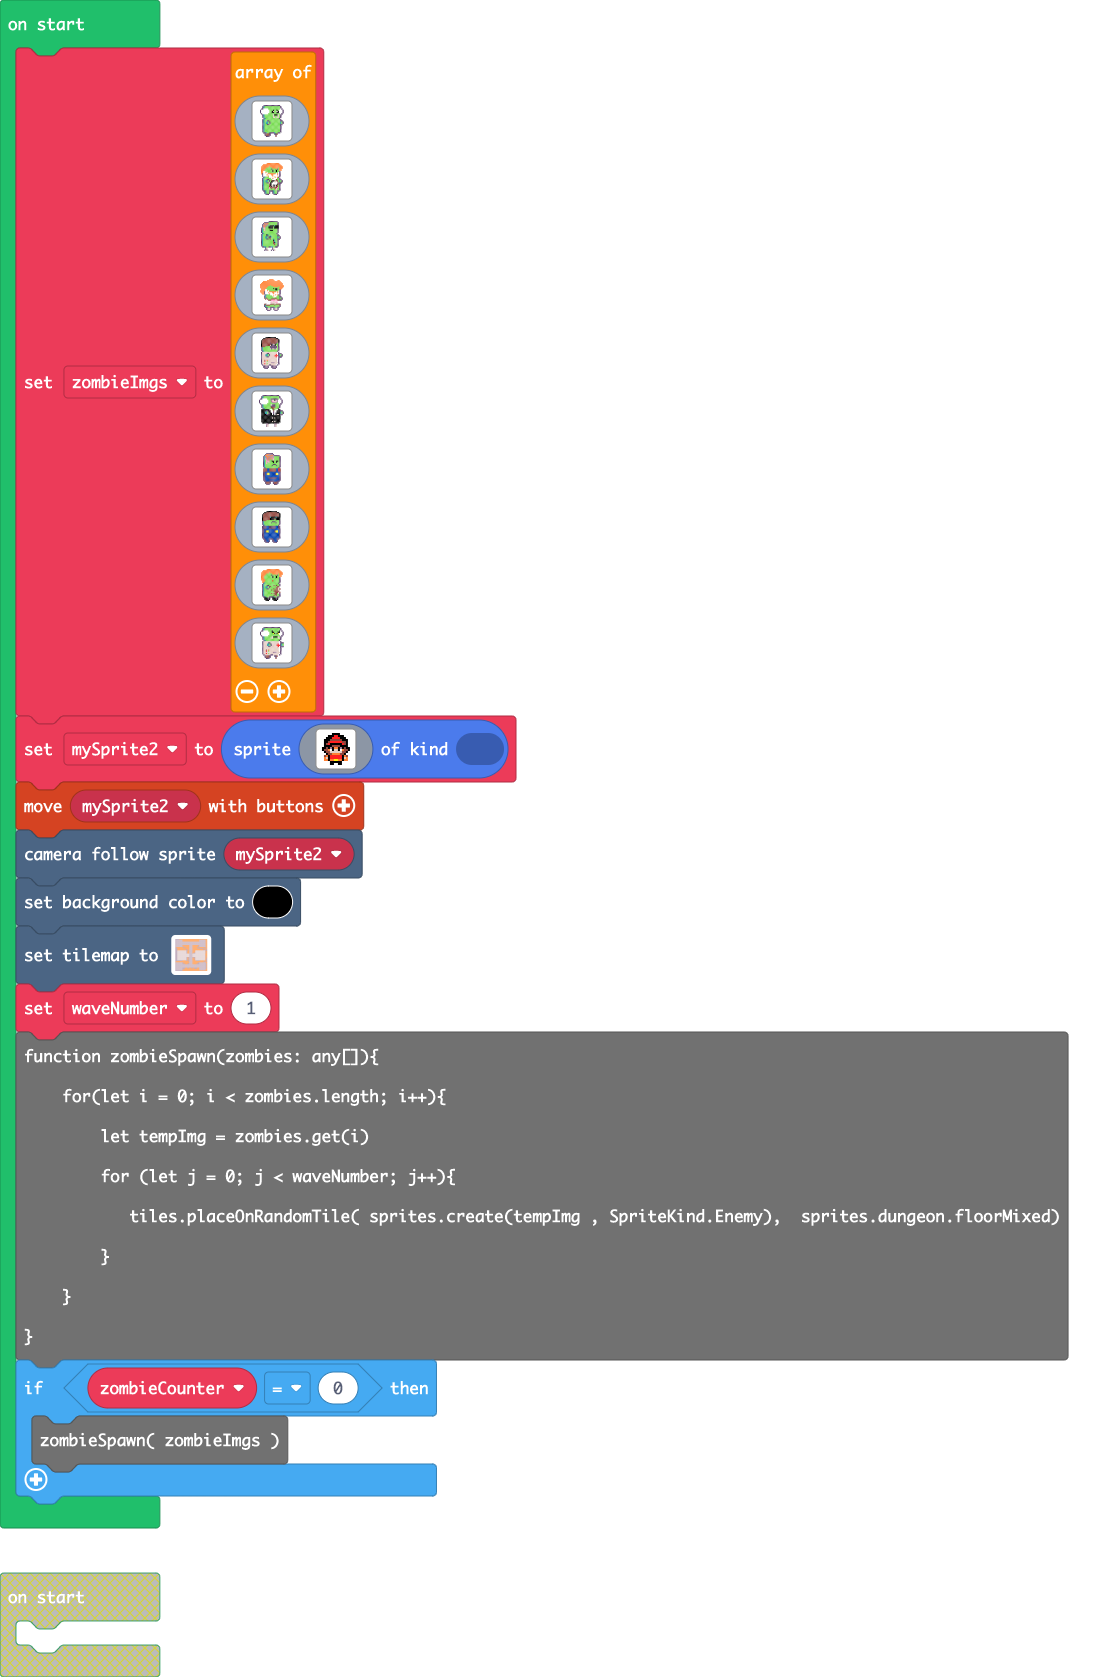 on start
array of
set zombieImgs to
set mySprite2 to sprite of kind
move mySprite2 with buttons
camera follow sprite mySprite2
set background color to
set tilemap to
set waveNumber to 1
function zombieSpawn(zombies: any[]){
for(let i = 0; i < zombies.length; i++){
let tempImg = zombies.get(i)
for (let j = 0; j < waveNumber; j++){
tiles.placeOnRandomTile( sprites.create(tempImg , SpriteKind.Enemy),  sprites.dungeon.floorMixed)
}
}
}
if zombieCounter = 0 then
zombieSpawn( zombieImgs )
on start